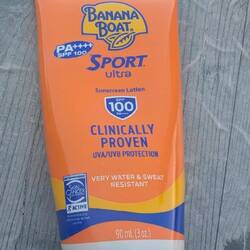 BANANA
BOAT
PA++++
SPF 100
SPORT
ultra
Sunscreen Lotion
SPF
100
CLINICALLY
PROVEN
UVA/UVB PROTECTION
VERY WATER & SWEAT
RESISTANT
90 ml (3 oz.)